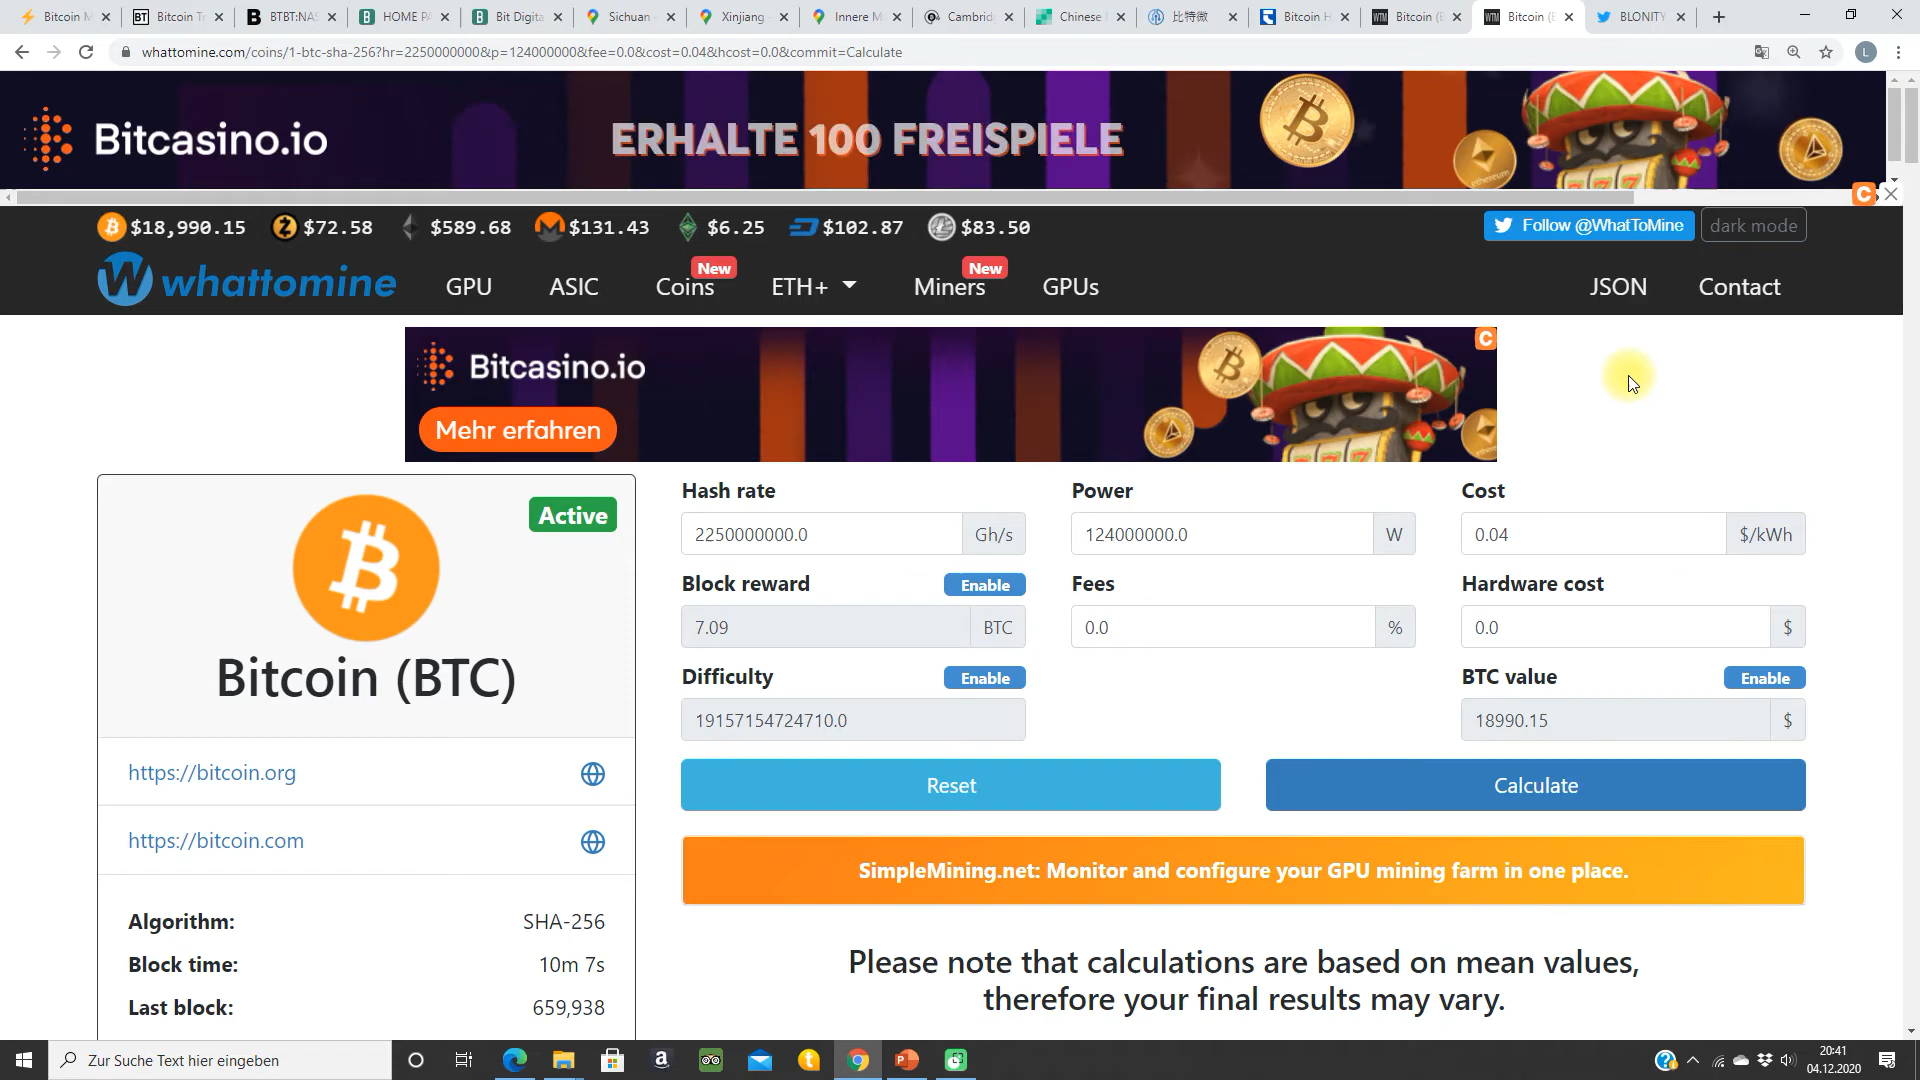 Bitcoin M
Bitcoin Tr
BTBT:NAS
HOME PA
Bit Digita
Sichuan
Xinjiang
Innere M
Cambrid
Chinese
比特微
Bitcoin H
Bitcoin (B
Bitcoin (B
BLONITY
whattomine.com/coins/1-btc-sha-256?hr=2250000000&p=124000000&fee=0.0&cost=0.04&hcost=0.0&commit=Calculate
L
Bitcasino.io
ERHALTE 100 FREISPIELE
$18,990.15
$72.58
$589.68
$131.43
$6.25
$102.87
$83.50
Follow @WhatToMine
dark mode
whattomine
GPU
ASIC
Coins
New
ETH+
Miners
New
GPUs
JSON
Contact
Bitcasino.io
Mehr erfahren
Active
Bitcoin (BTC)
https://bitcoin.org
https://bitcoin.com
Algorithm: SHA-256
Block time: 10m 7s
Last block: 659,938
Hash rate
2250000000.0 Gh/s
Power
124000000.0 W
Cost
0.04 $/kWh
Block reward Enable
7.09 BTC
Fees
0.0 %
Hardware cost
0.0 $
Difficulty Enable
19157154724710.0
BTC value Enable
18990.15 $
Reset
Calculate
SimpleMining.net: Monitor and configure your GPU mining farm in one place.
Please note that calculations are based on mean values,
therefore your final results may vary.
Zur Suche Text hier eingeben
20:41
04.12.2020